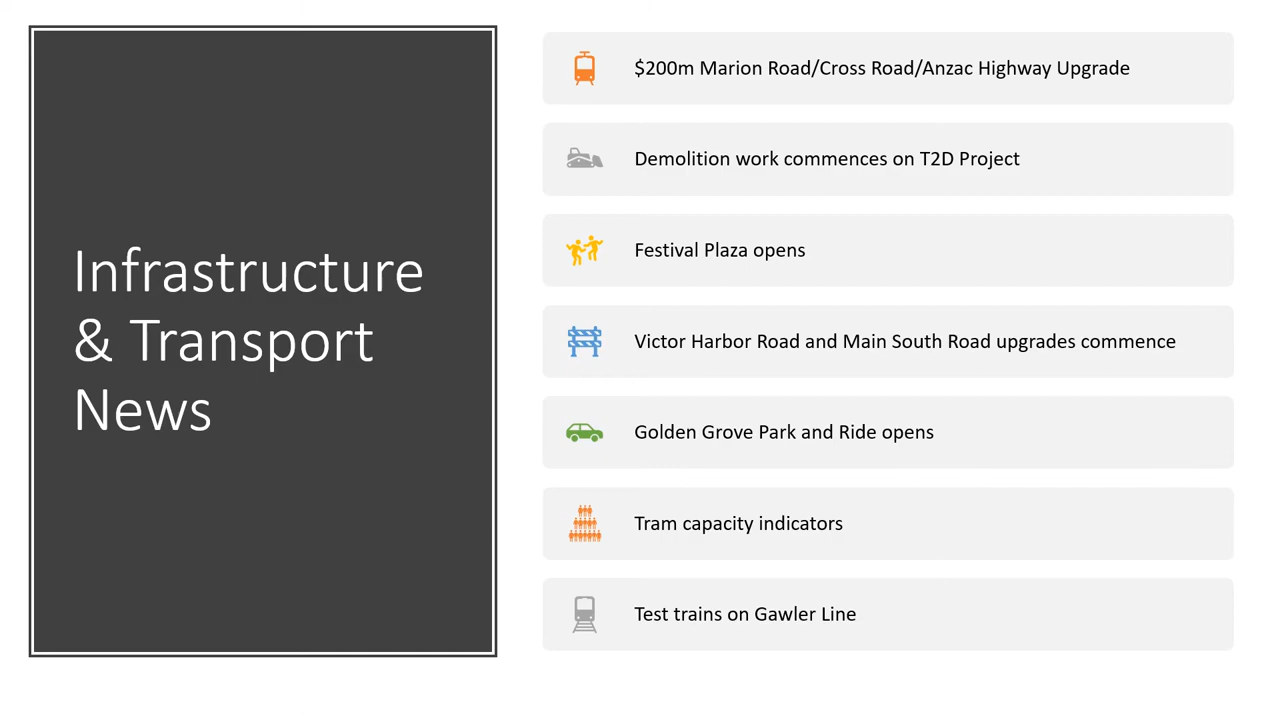 Infrastructure
& Transport
News
$200m Marion Road/Cross Road/Anzac Highway Upgrade
Demolition work commences on T2D Project
Festival Plaza opens
Victor Harbor Road and Main South Road upgrades commence
Golden Grove Park and Ride opens
Tram capacity indicators
Test trains on Gawler Line